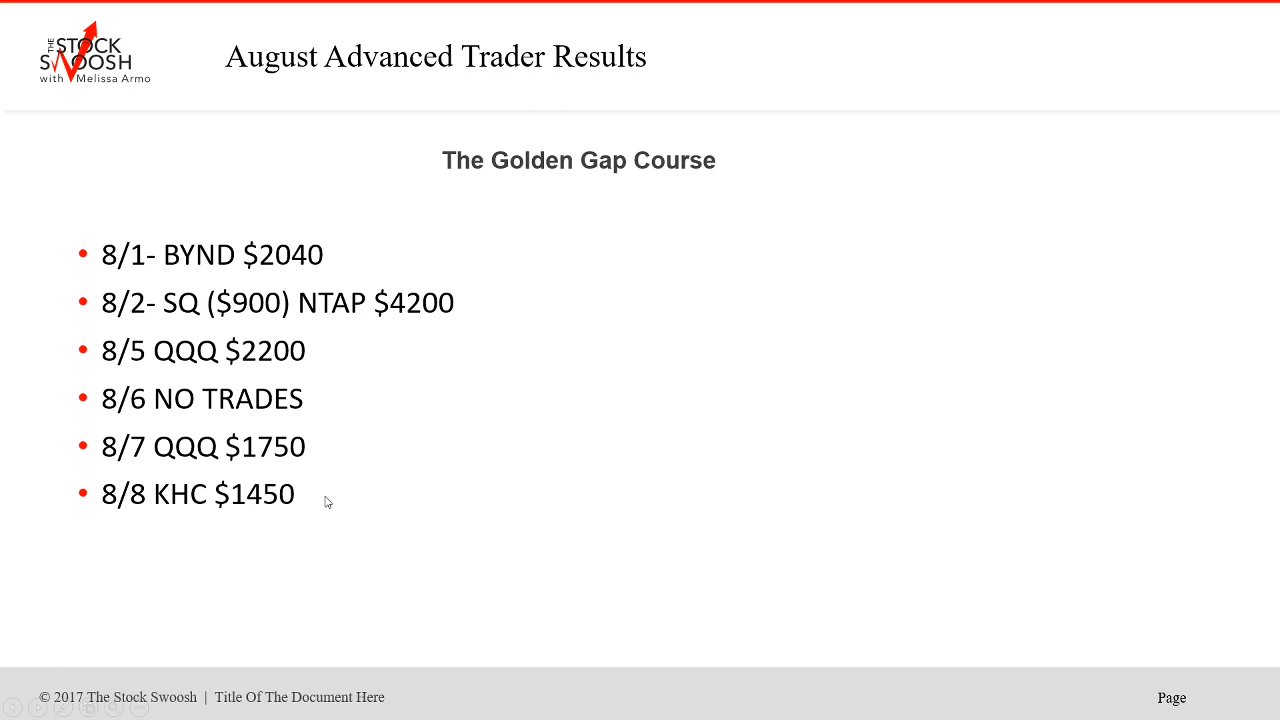 THE
STOCK
SWOOSH
with Melissa Armo
August Advanced Trader Results
The Golden Gap Course
• 8/1- BYND $2040
• 8/2- SQ ($900) NTAP $4200
• 8/5 QQQ $2200
• 8/6 NO TRADES
• 8/7 QQQ $1750
• 8/8 KHC $1450
© 2017 The Stock Swoosh | Title Of The Document Here
Page